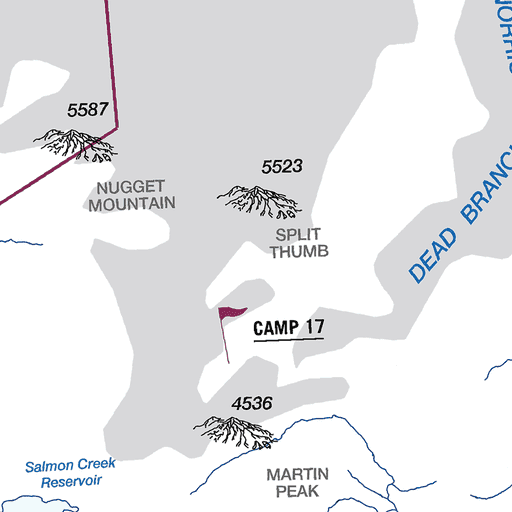 5587
NUGGET
MOUNTAIN
5523
SPLIT
THUMB
DEAD BRANCH
CAMP 17
4536
MARTIN
PEAK
Salmon Creek
Reservoir